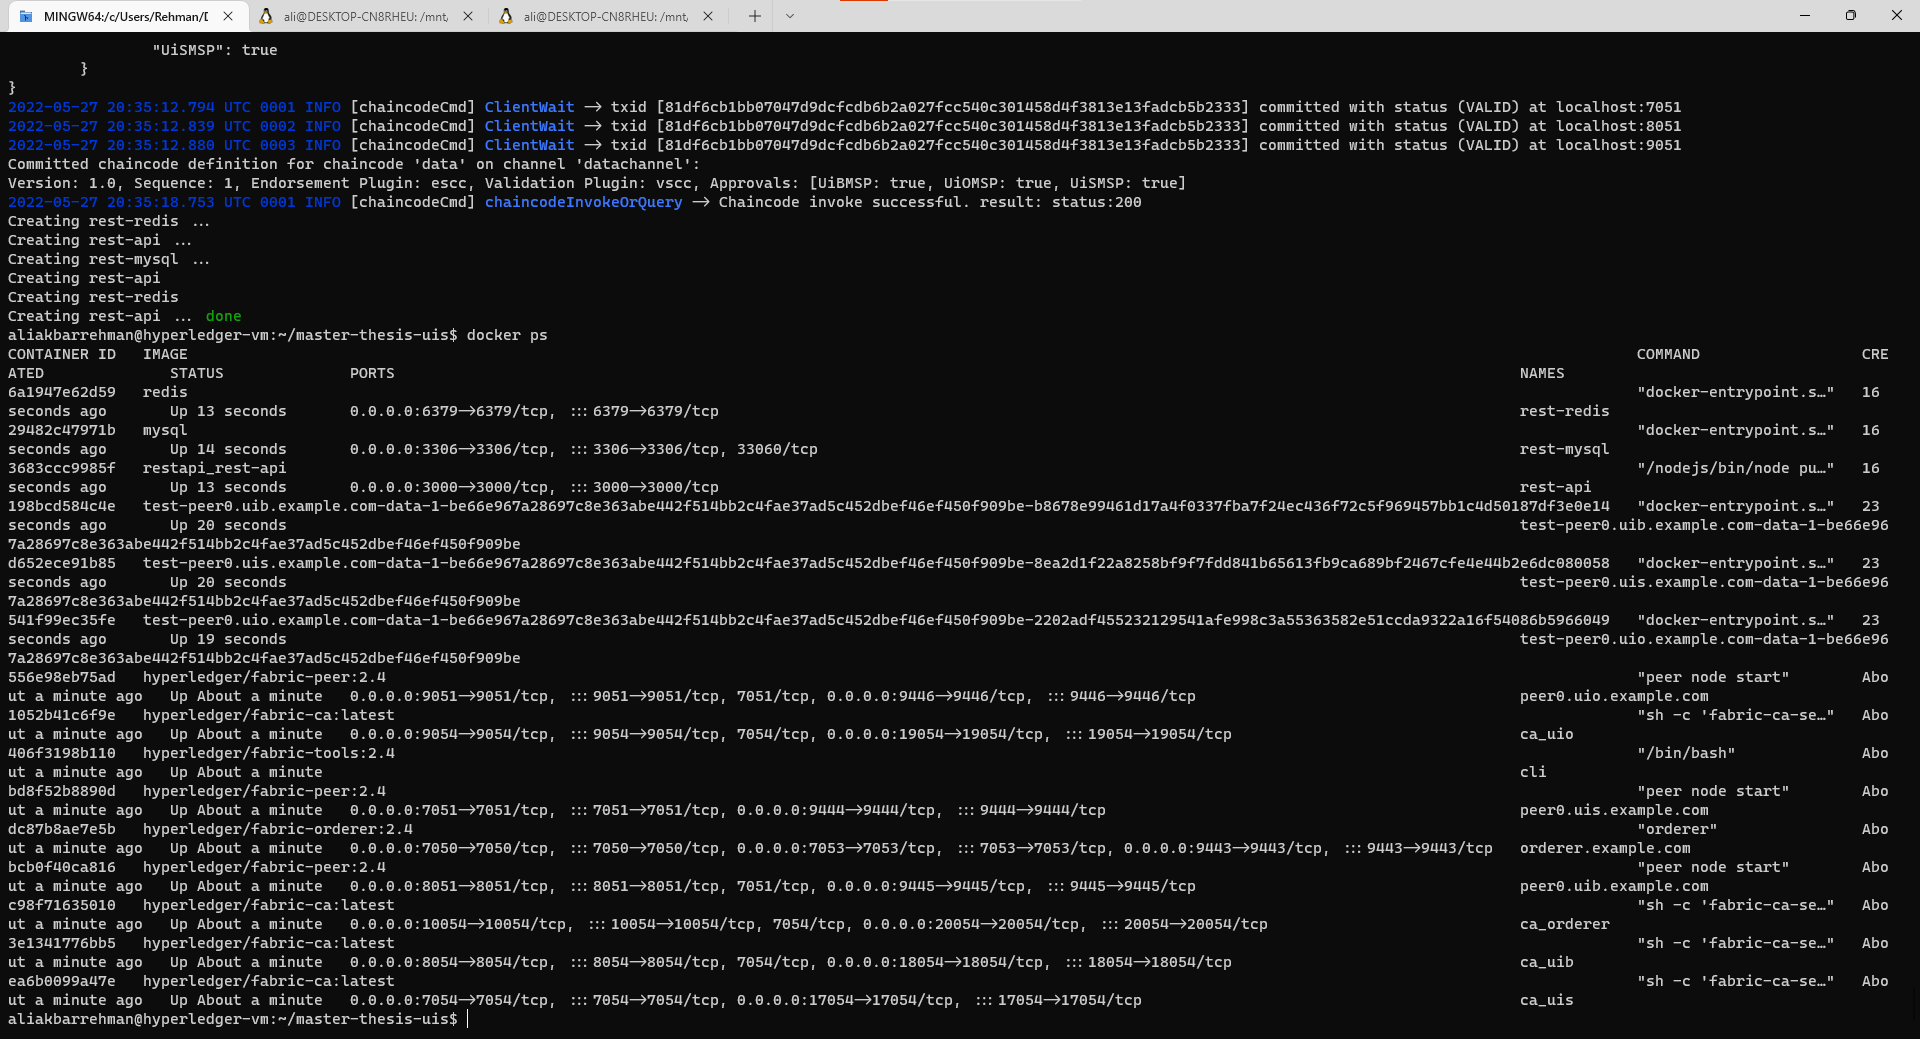 MINGW64:/c/Users/Rehman/D
ali@DESKTOP-CN8RHEU: /mnt/
ali@DESKTOP-CN8RHEU: /mnt/
"UiSMSP": true
}
}
2022-05-27 20:35:12.794 UTC 0001 INFO [chaincodeCmd] ClientWait -> txid [81df6cb1bb07047d9dcfcdb6b2a027fcc540c301458d4f3813e13fadcb5b2333] committed with status (VALID) at localhost:7051
2022-05-27 20:35:12.839 UTC 0002 INFO [chaincodeCmd] ClientWait -> txid [81df6cb1bb07047d9dcfcdb6b2a027fcc540c301458d4f3813e13fadcb5b2333] committed with status (VALID) at localhost:8051
2022-05-27 20:35:12.880 UTC 0003 INFO [chaincodeCmd] ClientWait -> txid [81df6cb1bb07047d9dcfcdb6b2a027fcc540c301458d4f3813e13fadcb5b2333] committed with status (VALID) at localhost:9051
Committed chaincode definition for chaincode 'data' on channel 'datachannel':
Version: 1.0, Sequence: 1, Endorsement Plugin: escc, Validation Plugin: vscc, Approvals: [UiBMSP: true, UiOMSP: true, UiSMSP: true]
2022-05-27 20:35:18.753 UTC 0001 INFO [chaincodeCmd] chaincodeInvokeOrQuery -> Chaincode invoke successful. result: status:200
Creating rest-redis ...
Creating rest-api ...
Creating rest-mysql ...
Creating rest-api
Creating rest-redis
Creating rest-api ... done
aliakbarrehman@hyperledger-vm:~/master-thesis-uis$ docker ps
CONTAINER ID IMAGE COMMAND CRE
ATED STATUS PORTS NAMES
6a1947e62d59 redis "docker-entrypoint.s…" 16
seconds ago Up 13 seconds 0.0.0.0:6379->6379/tcp, :::6379->6379/tcp rest-redis
29482c47971b mysql "docker-entrypoint.s…" 16
seconds ago Up 14 seconds 0.0.0.0:3306->3306/tcp, :::3306->3306/tcp, 33060/tcp rest-mysql
3683ccc9985f restapi_rest-api "/nodejs/bin/node pu…" 16
seconds ago Up 13 seconds 0.0.0.0:3000->3000/tcp, :::3000->3000/tcp rest-api
198bcd584c4e test-peer0.uib.example.com-data-1-be66e967a28697c8e363abe442f514bb2c4fae37ad5c452dbef46ef450f909be-b8678e99461d17a4f0337fba7f24ec436f72c5f969457bb1c4d50187df3e0e14 "docker-entrypoint.s…" 23
seconds ago Up 20 seconds test-peer0.uib.example.com-data-1-be66e96
7a28697c8e363abe442f514bb2c4fae37ad5c452dbef46ef450f909be
d652ece91b85 test-peer0.uis.example.com-data-1-be66e967a28697c8e363abe442f514bb2c4fae37ad5c452dbef46ef450f909be-8ea2d1f22a8258bf9f7fdd841b65613fb9ca689bf2467cfe4e44b2e6dc080058 "docker-entrypoint.s…" 23
seconds ago Up 20 seconds test-peer0.uis.example.com-data-1-be66e96
7a28697c8e363abe442f514bb2c4fae37ad5c452dbef46ef450f909be
541f99ec35fe test-peer0.uio.example.com-data-1-be66e967a28697c8e363abe442f514bb2c4fae37ad5c452dbef46ef450f909be-2202adf455232129541afe998c3a55363582e51ccda9322a16f54086b5966049 "docker-entrypoint.s…" 23
seconds ago Up 19 seconds test-peer0.uio.example.com-data-1-be66e96
7a28697c8e363abe442f514bb2c4fae37ad5c452dbef46ef450f909be
556e98eb75ad hyperledger/fabric-peer:2.4 "peer node start" Abo
ut a minute ago Up About a minute 0.0.0.0:9051->9051/tcp, :::9051->9051/tcp, 7051/tcp, 0.0.0.0:9446->9446/tcp, :::9446->9446/tcp peer0.uio.example.com
1052b41c6f9e hyperledger/fabric-ca:latest "sh -c 'fabric-ca-se…" Abo
ut a minute ago Up About a minute 0.0.0.0:9054->9054/tcp, :::9054->9054/tcp, 7054/tcp, 0.0.0.0:19054->19054/tcp, :::19054->19054/tcp ca_uio
406f3198b110 hyperledger/fabric-tools:2.4 "/bin/bash" Abo
ut a minute ago Up About a minute cli
bd8f52b8890d hyperledger/fabric-peer:2.4 "peer node start" Abo
ut a minute ago Up About a minute 0.0.0.0:7051->7051/tcp, :::7051->7051/tcp, 0.0.0.0:9444->9444/tcp, :::9444->9444/tcp peer0.uis.example.com
dc87b8ae7e5b hyperledger/fabric-orderer:2.4 "orderer" Abo
ut a minute ago Up About a minute 0.0.0.0:7050->7050/tcp, :::7050->7050/tcp, 0.0.0.0:7053->7053/tcp, :::7053->7053/tcp, 0.0.0.0:9443->9443/tcp, :::9443->9443/tcp orderer.example.com
bcb0f40ca816 hyperledger/fabric-peer:2.4 "peer node start" Abo
ut a minute ago Up About a minute 0.0.0.0:8051->8051/tcp, :::8051->8051/tcp, 7051/tcp, 0.0.0.0:9445->9445/tcp, :::9445->9445/tcp peer0.uib.example.com
c98f71635010 hyperledger/fabric-ca:latest "sh -c 'fabric-ca-se…" Abo
ut a minute ago Up About a minute 0.0.0.0:10054->10054/tcp, :::10054->10054/tcp, 7054/tcp, 0.0.0.0:20054->20054/tcp, :::20054->20054/tcp ca_orderer
3e1341776bb5 hyperledger/fabric-ca:latest "sh -c 'fabric-ca-se…" Abo
ut a minute ago Up About a minute 0.0.0.0:8054->8054/tcp, :::8054->8054/tcp, 7054/tcp, 0.0.0.0:18054->18054/tcp, :::18054->18054/tcp ca_uib
ea6b0099a47e hyperledger/fabric-ca:latest "sh -c 'fabric-ca-se…" Abo
ut a minute ago Up About a minute 0.0.0.0:7054->7054/tcp, :::7054->7054/tcp, 0.0.0.0:17054->17054/tcp, :::17054->17054/tcp ca_uis
aliakbarrehman@hyperledger-vm:~/master-thesis-uis$